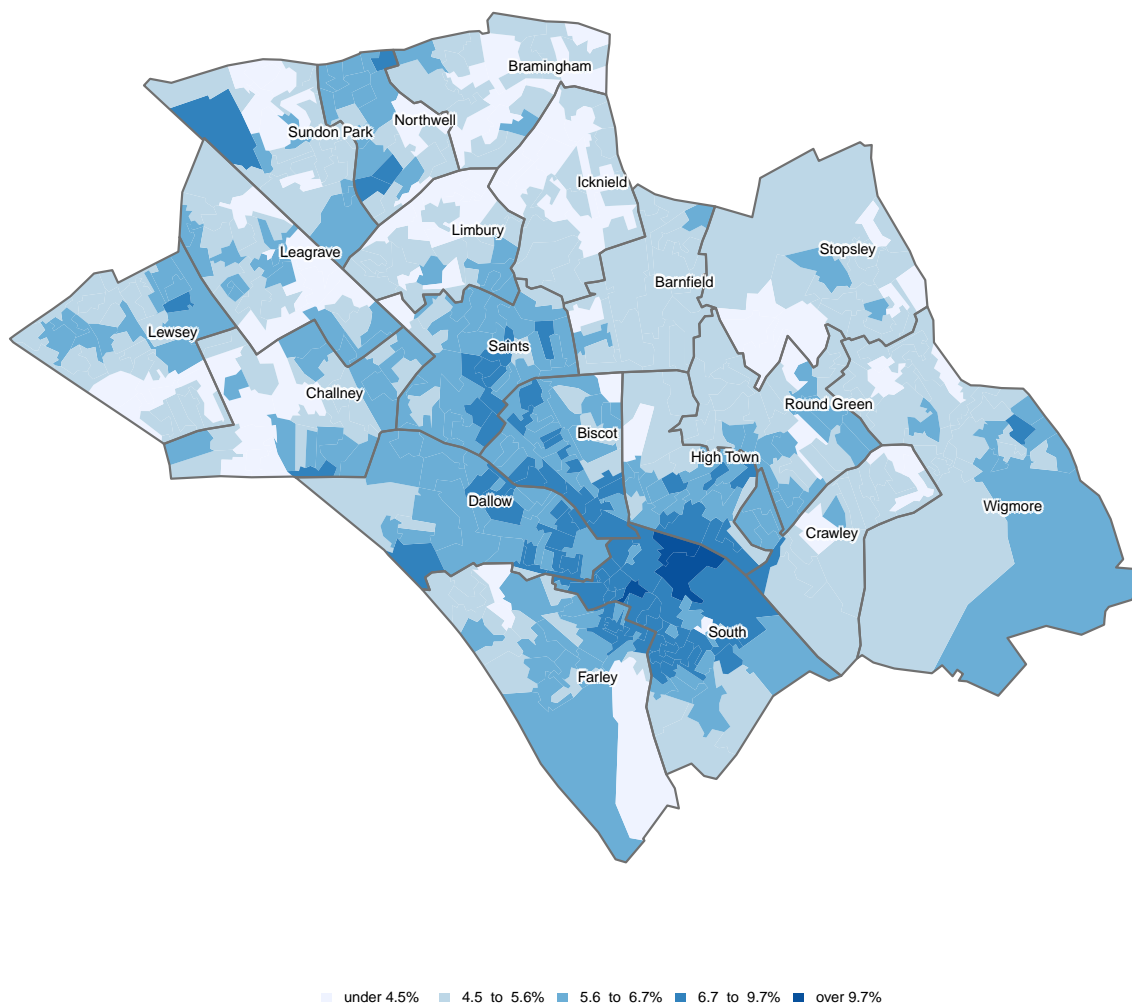 Bramingham
Northwell
Sundon Park
Icknield
Limbury
Stopsley
Leagrave
Barnfield
Lewsey
Saints
Challney
Round Green
Biscot
High Town
Dallow
Wigmore
Crawley
South
Farley
under 4.5% 4.5 to 5.6% 5.6 to 6.7% 6.7 to 9.7% over 9.7%